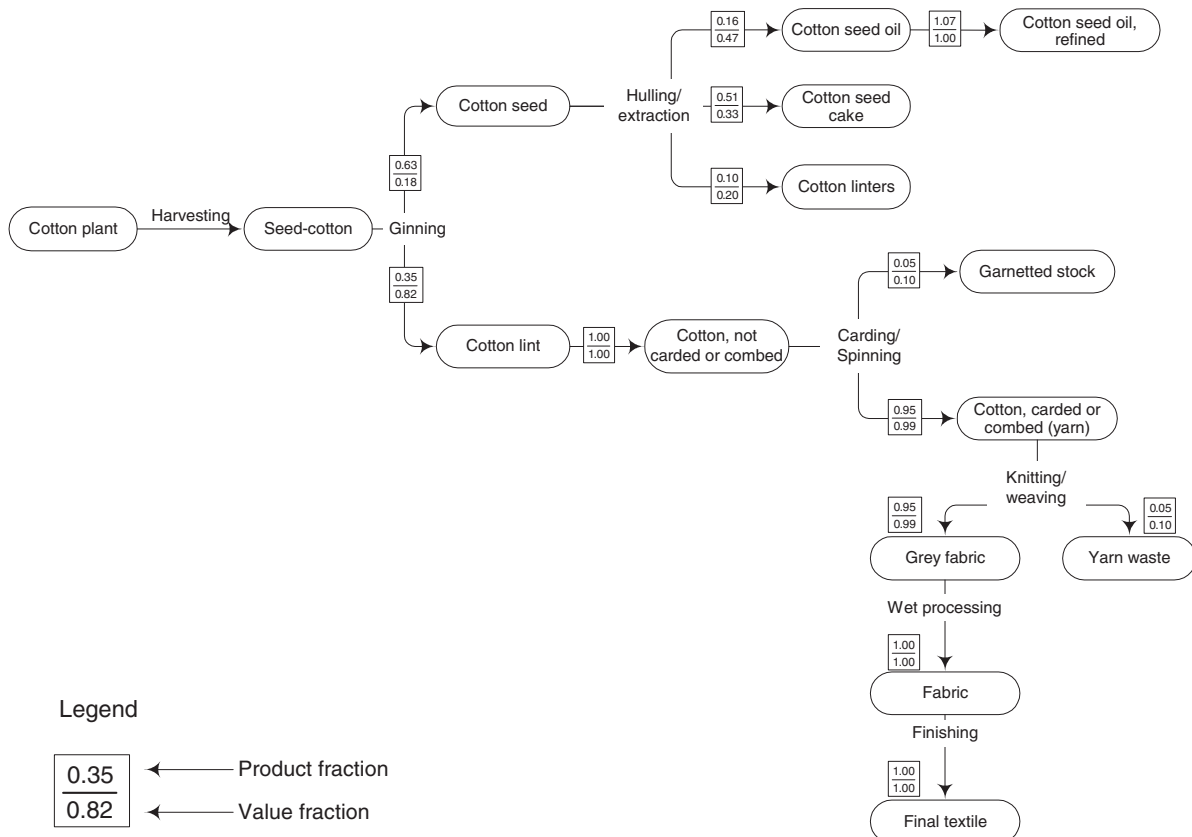 0.16
0.47
Cotton seed oil
1.07
1.00
Cotton seed oil,
refined
Cotton seed
Hulling/
extraction
0.51
0.33
Cotton seed
cake
0.63
0.18
0.10
0.20
Cotton linters
Cotton plant
Harvesting
Seed-cotton
Ginning
0.35
0.82
0.05
0.10
Garnetted stock
Cotton lint
1.00
1.00
Cotton, not
carded or combed
Carding/
Spinning
0.95
0.99
Cotton, carded or
combed (yarn)
Knitting/
weaving
0.95
0.99
0.05
0.10
Grey fabric
Yarn waste
Wet processing
1.00
1.00
Fabric
Finishing
1.00
1.00
Final textile
Legend
0.35
Product fraction
0.82
Value fraction